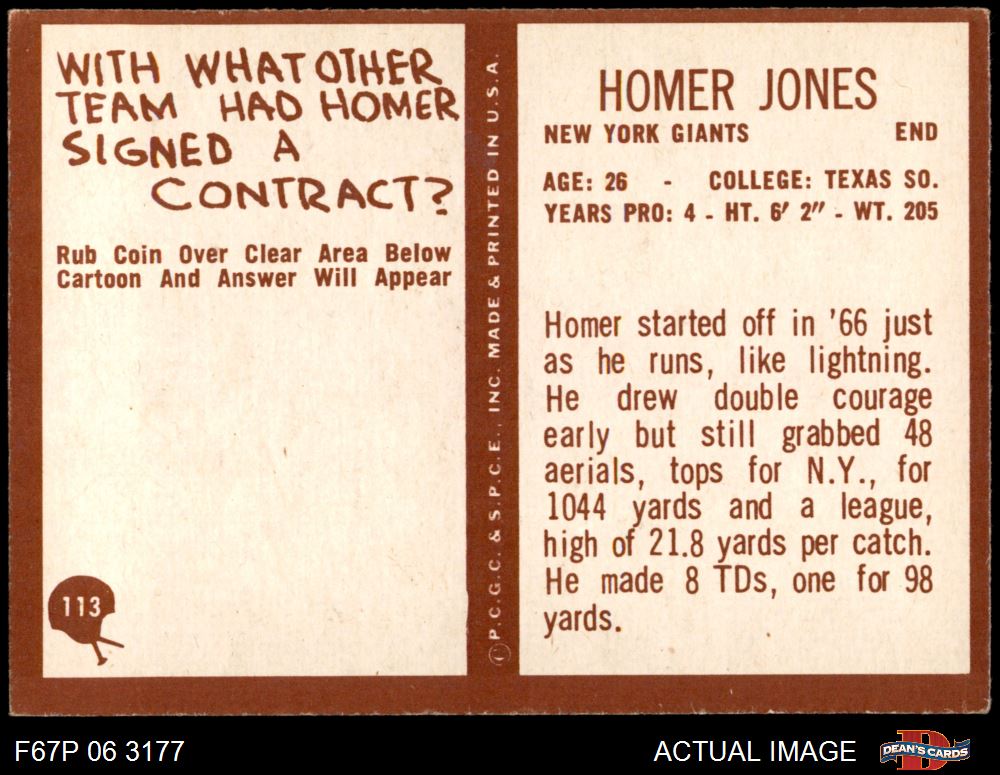 WITH WHAT OTHER
TEAM HAD HOMER
SIGNED A
CONTRACT?
Rub Coin Over Clear Area Below
Cartoon And Answer Will Appear
113
© P.C.G.C. & S.P.C.E., INC. MADE & PRINTED IN U.S.A.
HOMER JONES
NEW YORK GIANTS END
AGE: 26 - COLLEGE: TEXAS SO.
YEARS PRO: 4 - HT. 6' 2" - WT. 205
Homer started off in '66 just
as he runs, like lightning.
He drew double courage
early but still grabbed 48
aerials, tops for N.Y., for
1044 yards and a league,
high of 21.8 yards per catch.
He made 8 TDs, one for 98
yards.
F67P 06 3177
ACTUAL IMAGE
D
DEAN'S CARDS